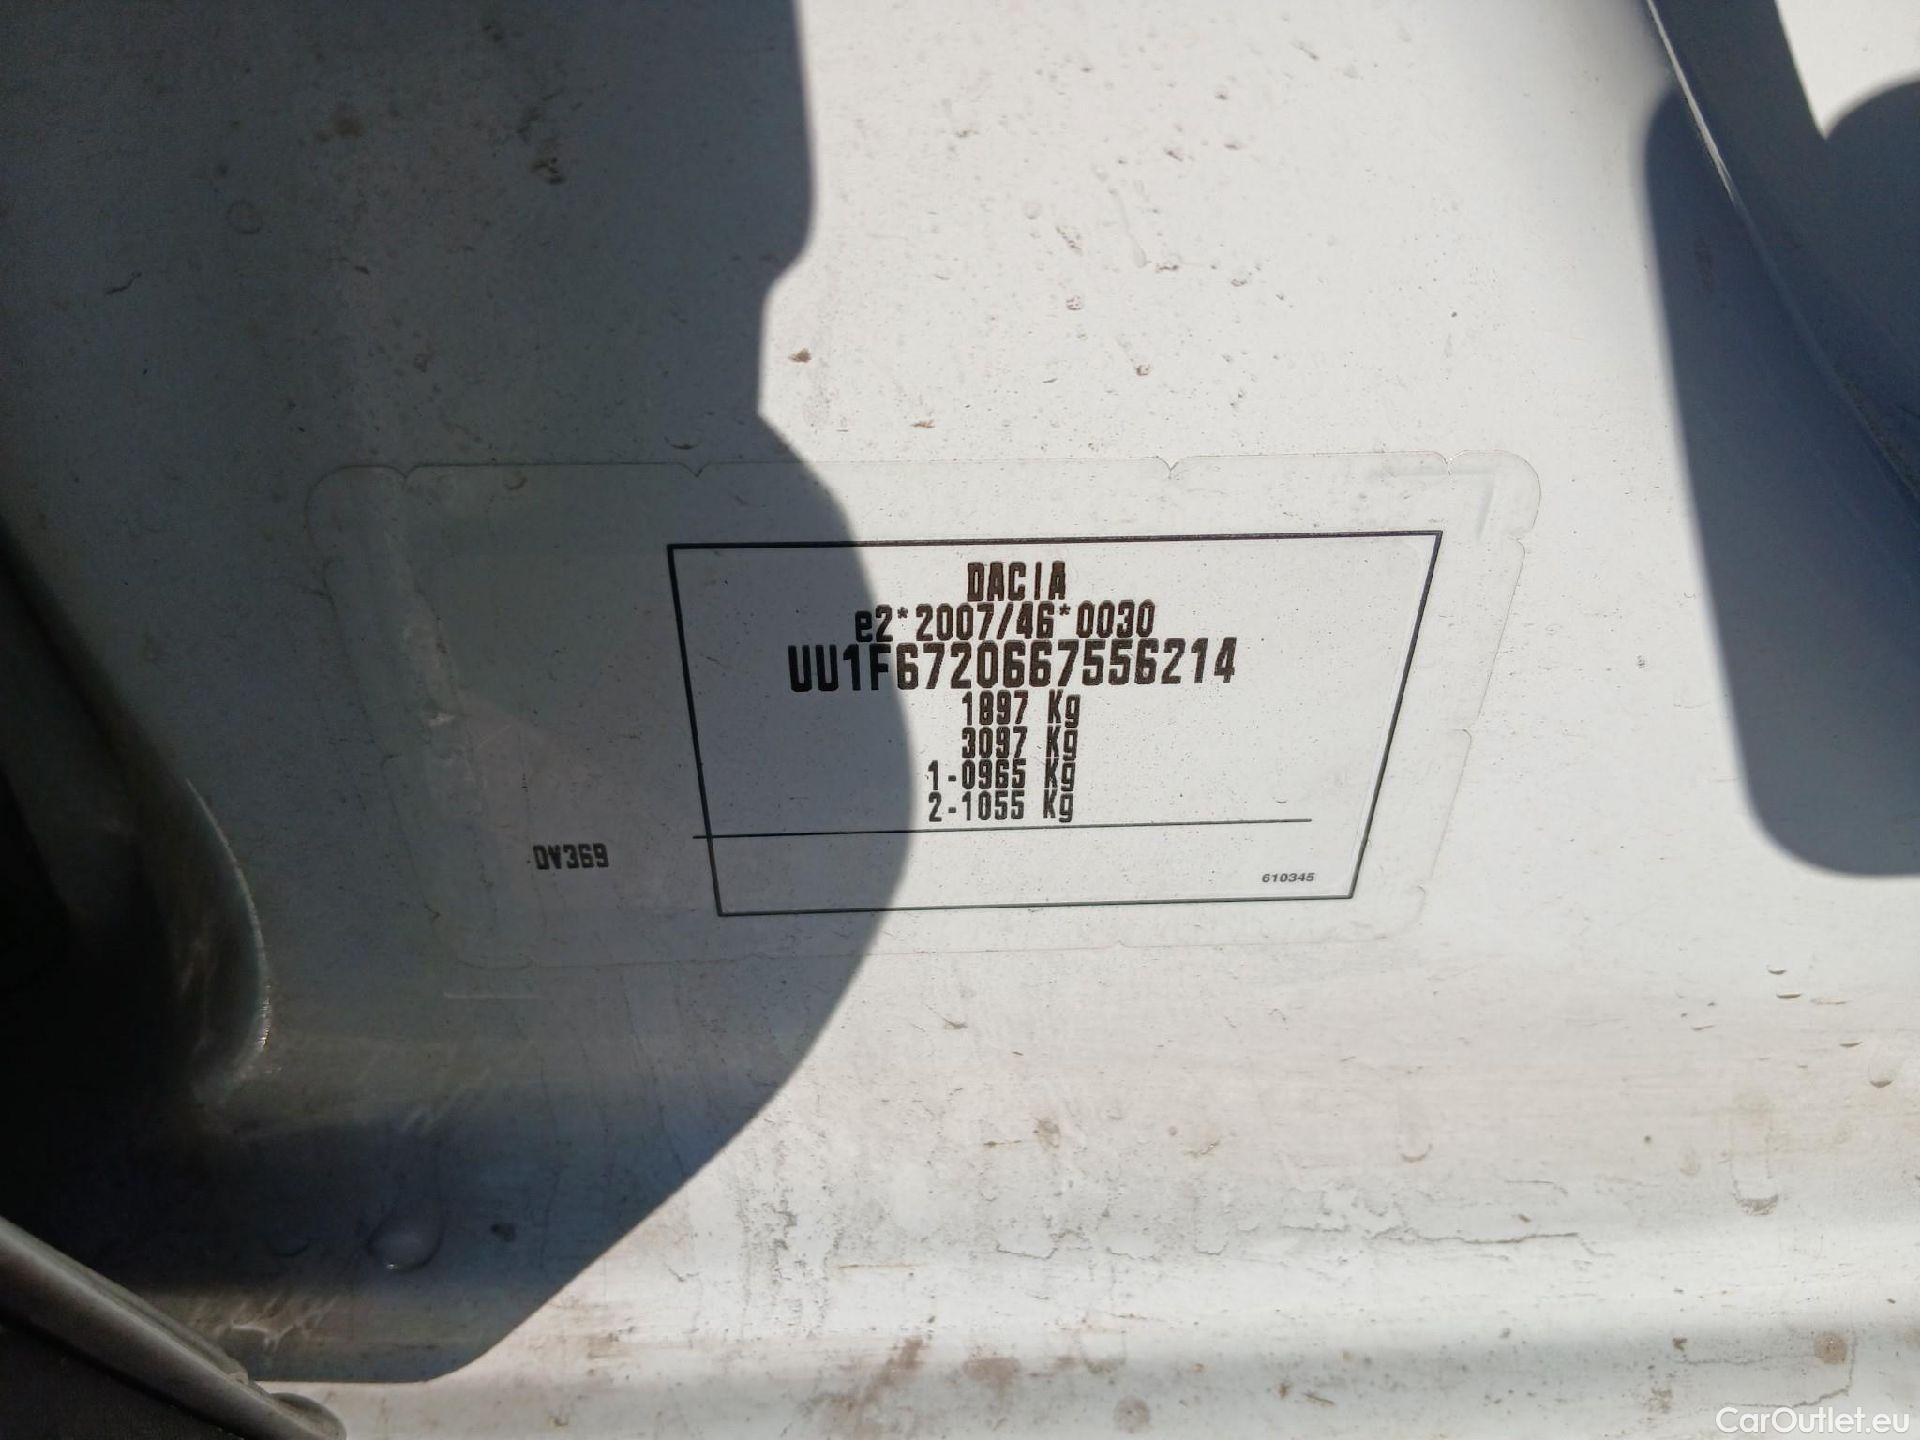 DACIA
e2*2007/46*0030
UU1F6720667556214
1897 Kg
3097 Kg
1-0965 Kg
2-1055 Kg
DV369
610345
CarOutlet.eu